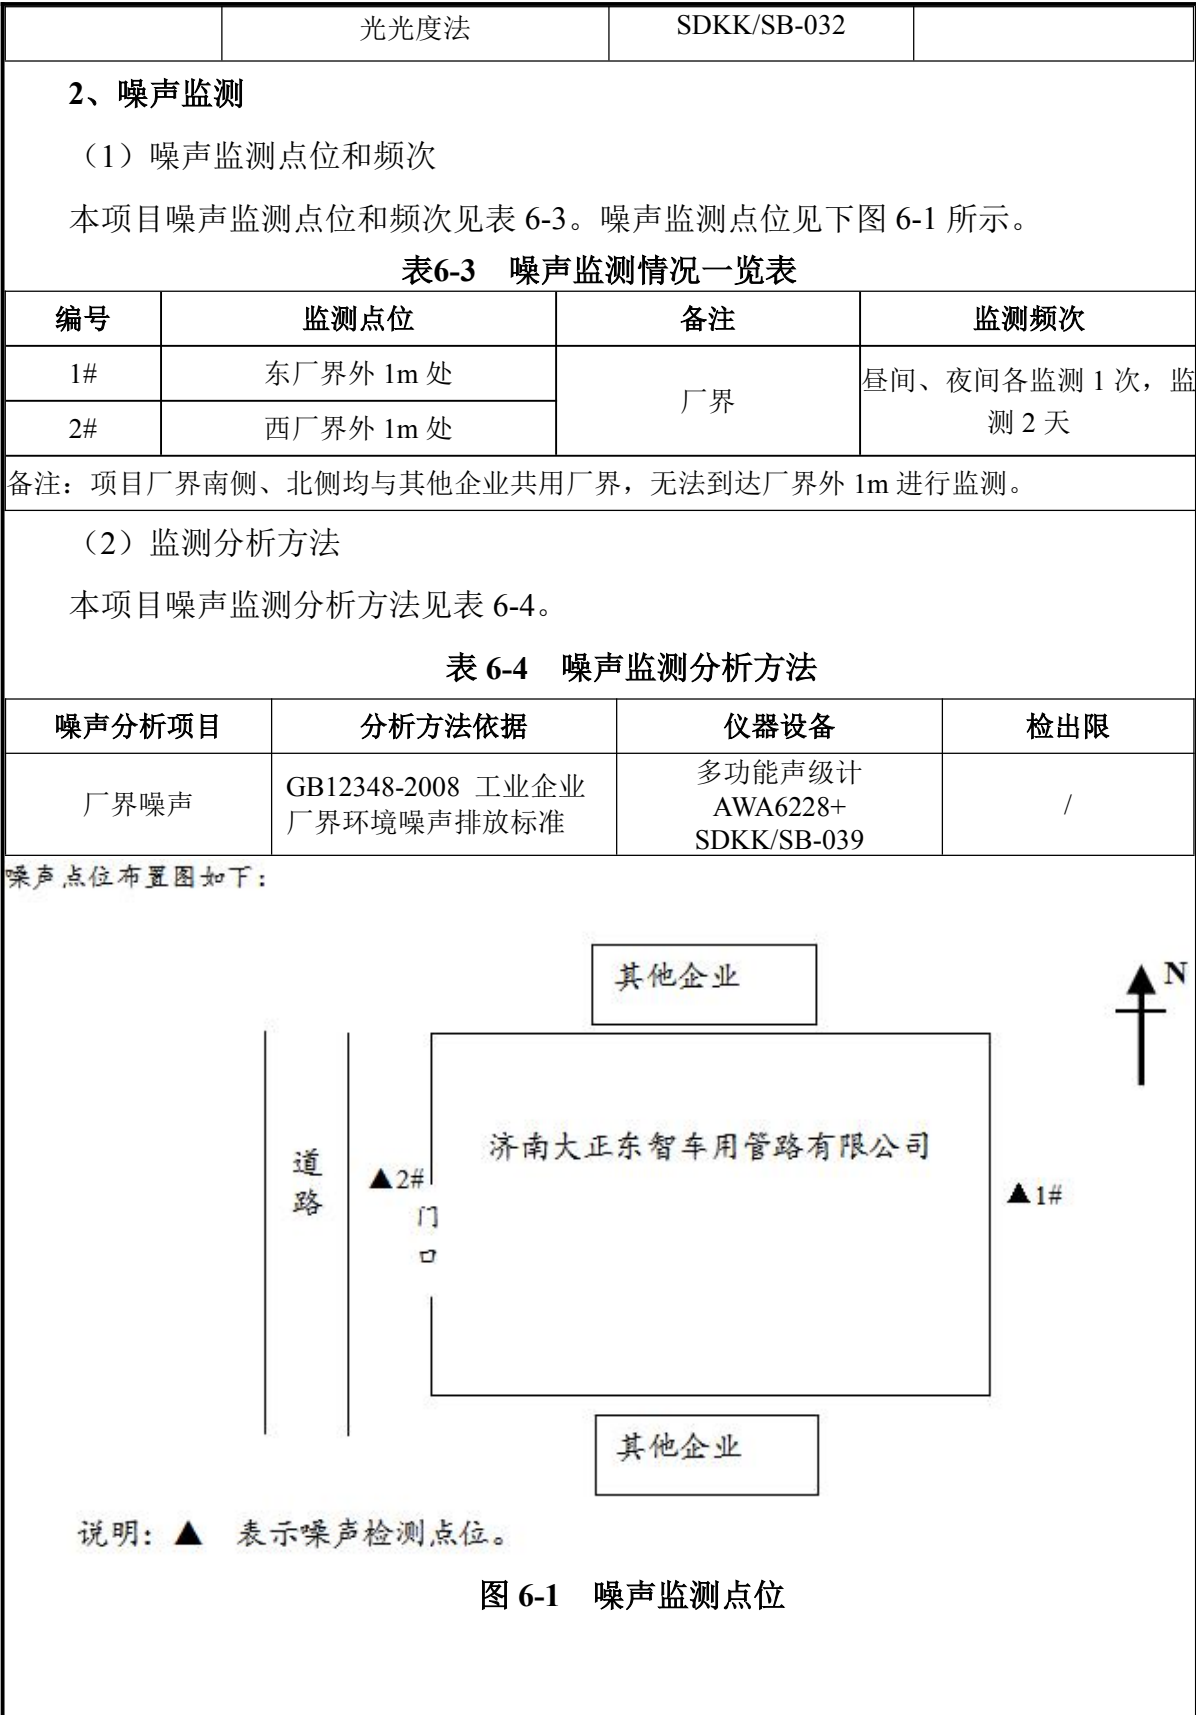 光光度法 SDKK/SB-032
2、噪声监测
（1）噪声监测点位和频次
本项目噪声监测点位和频次见表 6-3。噪声监测点位见下图 6-1 所示。
表6-3 噪声监测情况一览表
编号 监测点位 备注 监测频次
1# 东厂界外 1m 处
厂界
昼间、夜间各监测 1 次，监
测 2 天
2# 西厂界外 1m 处
备注：项目厂界南侧、北侧均与其他企业共用厂界，无法到达厂界外 1m 进行监测。
（2）监测分析方法
本项目噪声监测分析方法见表 6-4。
表 6-4 噪声监测分析方法
噪声分析项目 分析方法依据 仪器设备 检出限
厂界噪声
GB12348-2008 工业企业
厂界环境噪声排放标准
多功能声级计
AWA6228+
SDKK/SB-039
/
噪声点位布置图如下：
其他企业
N
济南大正东智车用管路有限公司
道
路
▲2#
门
口
▲1#
其他企业
说明：▲ 表示噪声检测点位。
图 6-1 噪声监测点位